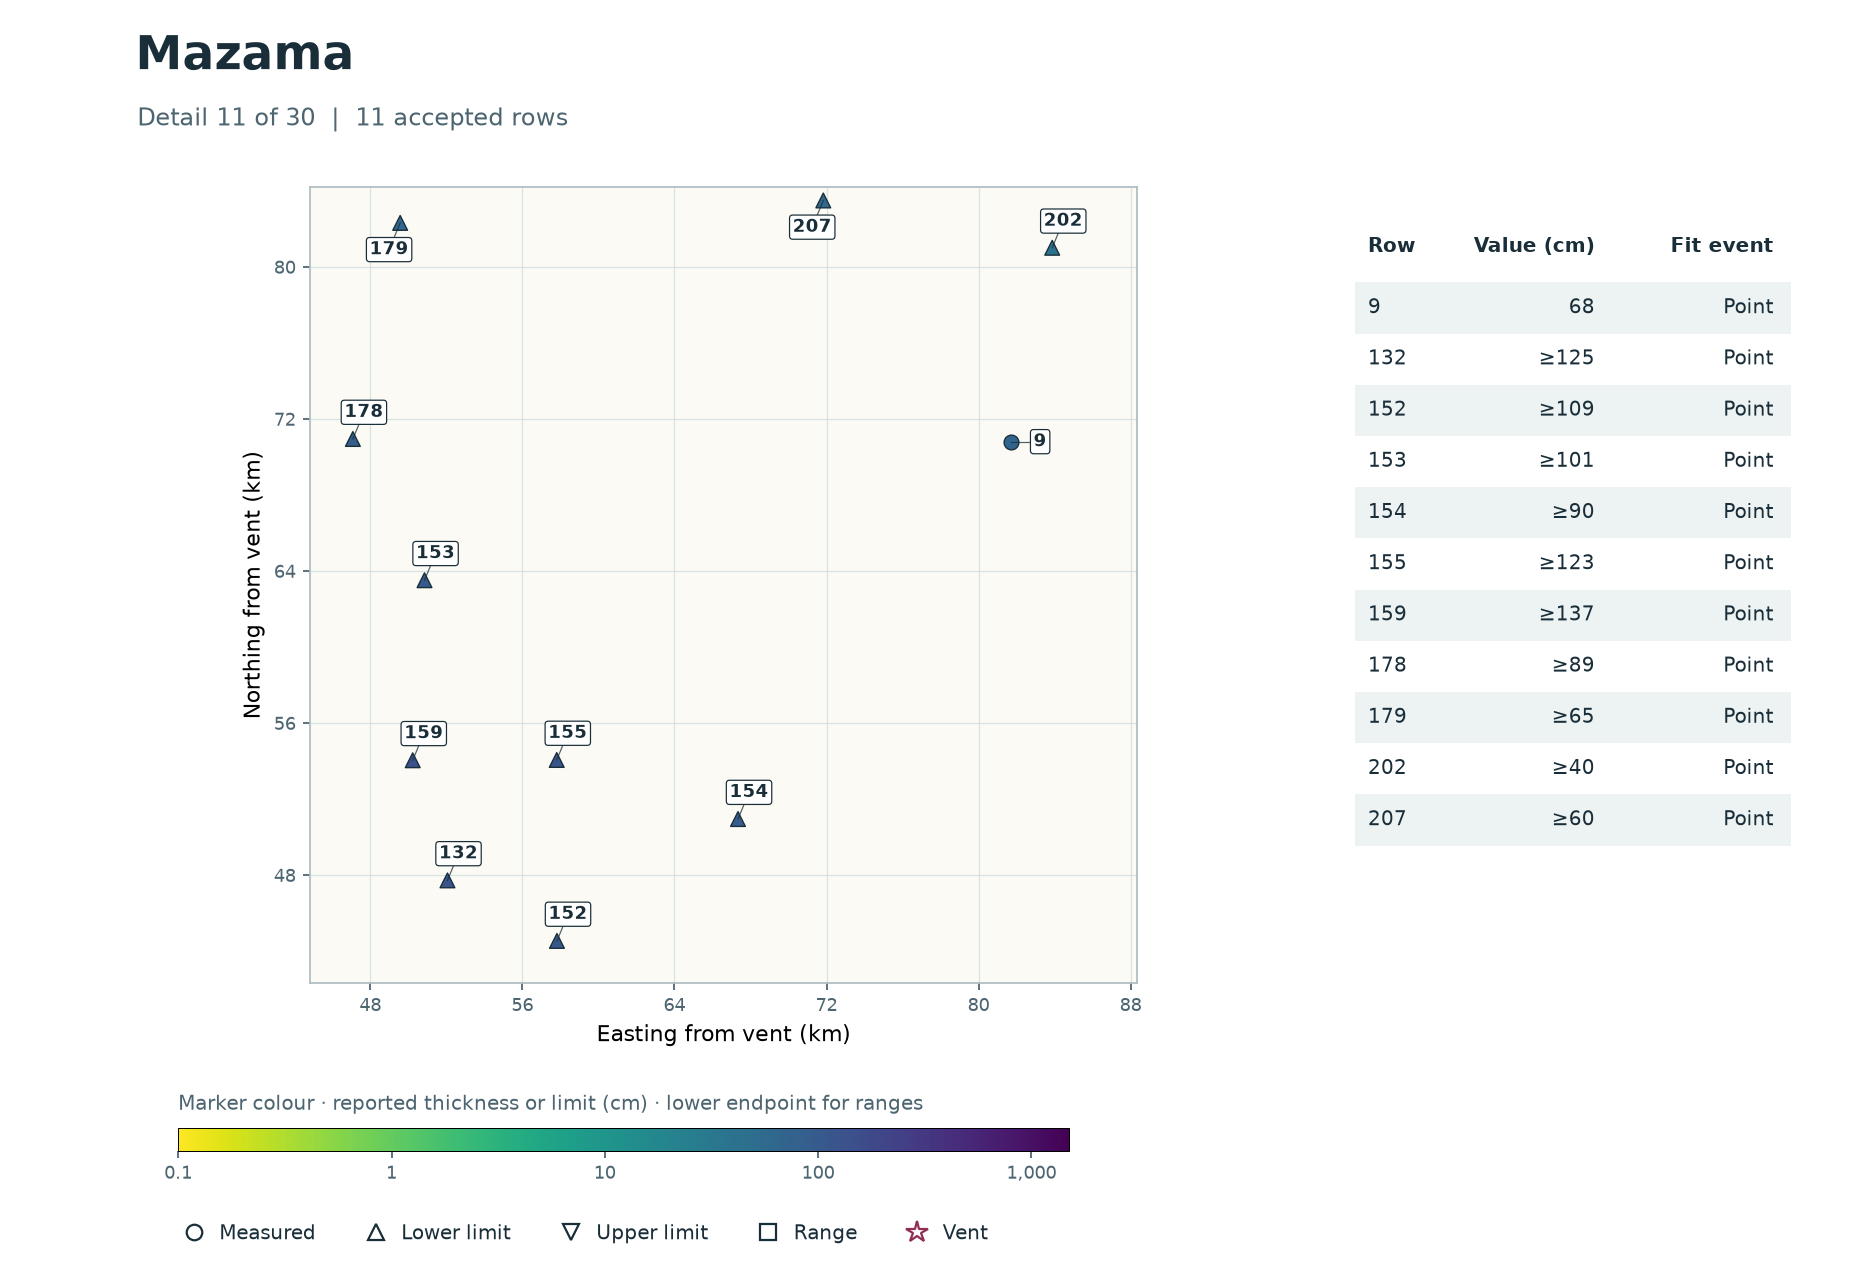 Mazama
Detail 11 of 30 | 11 accepted rows
207
202
179
80
178
72
9
153
64
159
155
56
154
132
48
152
48 56 64 72 80 88
Northing from vent (km)
Easting from vent (km)
Row Value (cm) Fit event
9 68 Point
132 ≥125 Point
152 ≥109 Point
153 ≥101 Point
154 ≥90 Point
155 ≥123 Point
159 ≥137 Point
178 ≥89 Point
179 ≥65 Point
202 ≥40 Point
207 ≥60 Point
Marker colour · reported thickness or limit (cm) · lower endpoint for ranges
0.1 1 10 100 1,000
Measured Lower limit Upper limit Range Vent